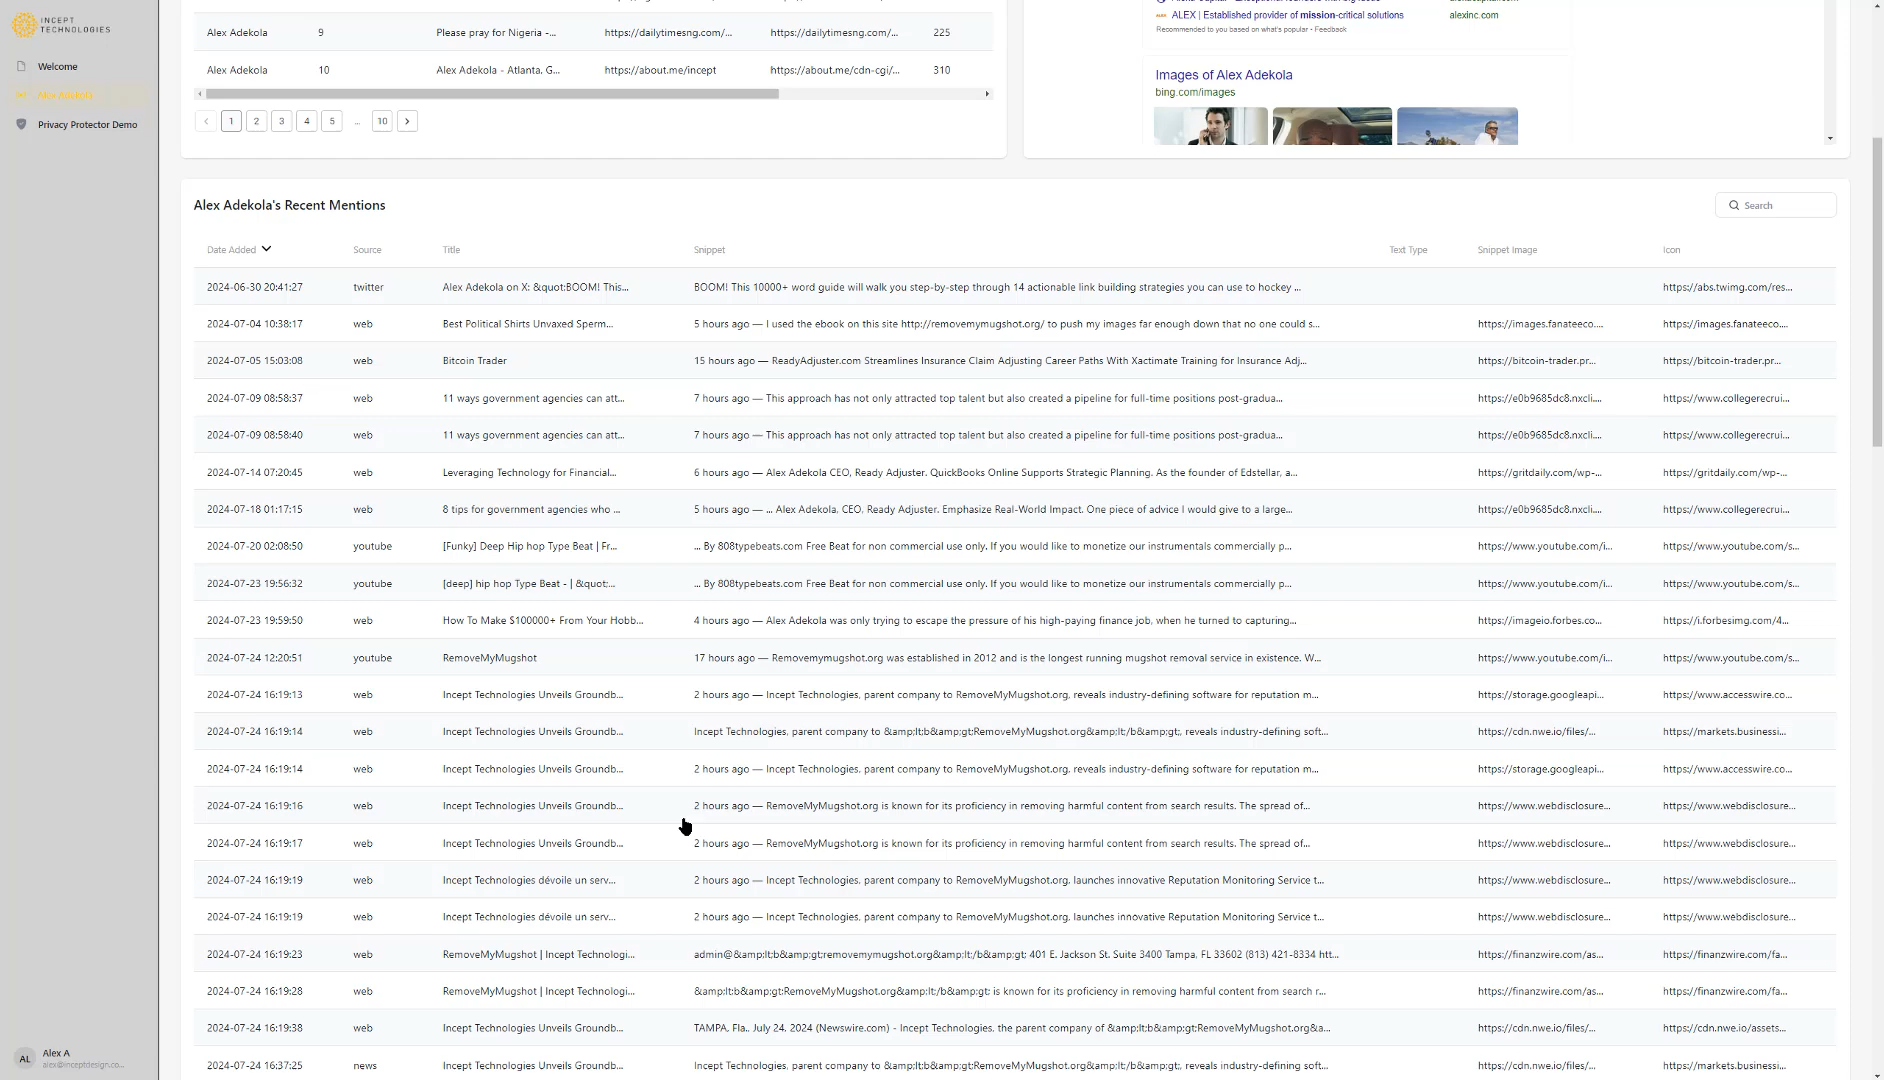 INCEPT
TECHNOLOGIES
Welcome
Alex Adekola
Privacy Protector Demo
Alex Adekola 9 Please pray for Nigeria -... https://dailytimesng.com/... https://dailytimesng.com/... 225
Alex Adekola 10 Alex Adekola - Atlanta, G... https://about.me/incept https://about.me/cdn-cgi/... 310
1 2 3 4 5 ... 10
ALEX | Established provider of mission-critical solutions alexinc.com
Recommended to you based on what's popular • Feedback
Images of Alex Adekola
bing.com/images
Alex Adekola's Recent Mentions
Search
Date Added Source Title Snippet Text Type Snippet Image Icon
2024-06-30 20:41:27 twitter Alex Adekola on X: &quot;BOOM! This... BOOM! This 10000+ word guide will walk you step-by-step through 14 actionable link building strategies you can use to hockey ... https://abs.twimg.com/res...
2024-07-04 10:38:17 web Best Political Shirts Unvaxed Sperm... 5 hours ago — I used the ebook on this site http://removemymugshot.org/ to push my images far enough down that no one could s... https://images.fanateeco.... https://images.fanateeco....
2024-07-05 15:03:08 web Bitcoin Trader 15 hours ago — ReadyAdjuster.com Streamlines Insurance Claim Adjusting Career Paths With Xactimate Training for Insurance Adj... https://bitcoin-trader.pr... https://bitcoin-trader.pr...
2024-07-09 08:58:37 web 11 ways government agencies can att... 7 hours ago — This approach has not only attracted top talent but also created a pipeline for full-time positions post-gradua... https://e0b9685dc8.nxcli.... https://www.collegerecrui...
2024-07-09 08:58:40 web 11 ways government agencies can att... 7 hours ago — This approach has not only attracted top talent but also created a pipeline for full-time positions post-gradua... https://e0b9685dc8.nxcli.... https://www.collegerecrui...
2024-07-14 07:20:45 web Leveraging Technology for Financial... 6 hours ago — Alex Adekola CEO, Ready Adjuster. QuickBooks Online Supports Strategic Planning. As the founder of Edstellar, a... https://gritdaily.com/wp-... https://gritdaily.com/wp-...
2024-07-18 01:17:15 web 8 tips for government agencies who ... 5 hours ago — ... Alex Adekola, CEO, Ready Adjuster. Emphasize Real-World Impact. One piece of advice I would give to a large... https://e0b9685dc8.nxcli.... https://www.collegerecrui...
2024-07-20 02:08:50 youtube [Funky] Deep Hip hop Type Beat | Fr... ... By 808typebeats.com Free Beat for non commercial use only. If you would like to monetize our instrumentals commercially p... https://www.youtube.com/i... https://www.youtube.com/s...
2024-07-23 19:56:32 youtube [deep] hip hop Type Beat - | &quot;... ... By 808typebeats.com Free Beat for non commercial use only. If you would like to monetize our instrumentals commercially p... https://www.youtube.com/i... https://www.youtube.com/s...
2024-07-23 19:59:50 web How To Make $100000+ From Your Hobb... 4 hours ago — Alex Adekola was only trying to escape the pressure of his high-paying finance job, when he turned to capturing... https://imageio.forbes.co... https://i.forbesimg.com/4...
2024-07-24 12:20:51 youtube RemoveMyMugshot 17 hours ago — Removemymugshot.org was established in 2012 and is the longest running mugshot removal service in existence. W... https://www.youtube.com/i... https://www.youtube.com/s...
2024-07-24 16:19:13 web Incept Technologies Unveils Groundb... 2 hours ago — Incept Technologies, parent company to RemoveMyMugshot.org, reveals industry-defining software for reputation m... https://storage.googleapi... https://www.accesswire.co...
2024-07-24 16:19:14 web Incept Technologies Unveils Groundb... Incept Technologies, parent company to &amp;lt;b&amp;gt;RemoveMyMugshot.org&amp;lt;/b&amp;gt;, reveals industry-defining soft... https://cdn.nwe.io/files/... https://markets.businessi...
2024-07-24 16:19:14 web Incept Technologies Unveils Groundb... 2 hours ago — Incept Technologies, parent company to RemoveMyMugshot.org, reveals industry-defining software for reputation m... https://storage.googleapi... https://www.accesswire.co...
2024-07-24 16:19:16 web Incept Technologies Unveils Groundb... 2 hours ago — RemoveMyMugshot.org is known for its proficiency in removing harmful content from search results. The spread of... https://www.webdisclosure... https://www.webdisclosure...
2024-07-24 16:19:17 web Incept Technologies Unveils Groundb... 2 hours ago — RemoveMyMugshot.org is known for its proficiency in removing harmful content from search results. The spread of... https://www.webdisclosure... https://www.webdisclosure...
2024-07-24 16:19:19 web Incept Technologies dévoile un serv... 2 hours ago — Incept Technologies, parent company to RemoveMyMugshot.org, launches innovative Reputation Monitoring Service t... https://www.webdisclosure... https://www.webdisclosure...
2024-07-24 16:19:19 web Incept Technologies dévoile un serv... 2 hours ago — Incept Technologies, parent company to RemoveMyMugshot.org, launches innovative Reputation Monitoring Service t... https://www.webdisclosure... https://www.webdisclosure...
2024-07-24 16:19:23 web RemoveMyMugshot | Incept Technologi... admin@&amp;lt;b&amp;gt;removemymugshot.org&amp;lt;/b&amp;gt; 401 E. Jackson St. Suite 3400 Tampa, FL 33602 (813) 421-8334 htt... https://finanzwire.com/as... https://finanzwire.com/fa...
2024-07-24 16:19:28 web RemoveMyMugshot | Incept Technologi... &amp;lt;b&amp;gt;RemoveMyMugshot.org&amp;lt;/b&amp;gt; is known for its proficiency in removing harmful content from search r... https://finanzwire.com/as... https://finanzwire.com/fa...
2024-07-24 16:19:38 web Incept Technologies Unveils Groundb... TAMPA, Fla., July 24, 2024 (Newswire.com) - Incept Technologies, the parent company of &amp;lt;b&amp;gt;RemoveMyMugshot.org&a... https://cdn.nwe.io/files/... https://cdn.nwe.io/assets...
2024-07-24 16:37:25 news Incept Technologies Unveils Groundb... Incept Technologies, parent company to &amp;lt;b&amp;gt;RemoveMyMugshot.org&amp;lt;/b&amp;gt;, reveals industry-defining soft... https://cdn.nwe.io/files/... https://markets.businessi...
AL
Alex A
alex@inceptdesign.co...